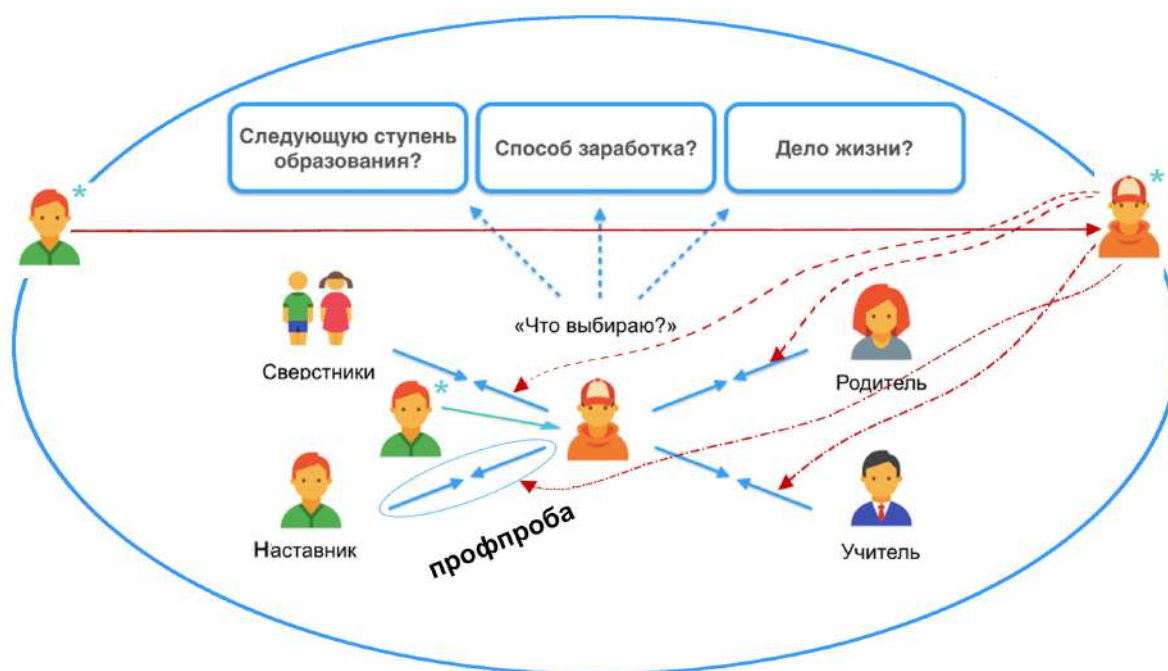 Следующую ступень
образования?
Способ заработка?
Дело жизни?
*
*
«Что выбираю?»
Сверстники
Родитель
*
Наставник
профпроба
Учитель